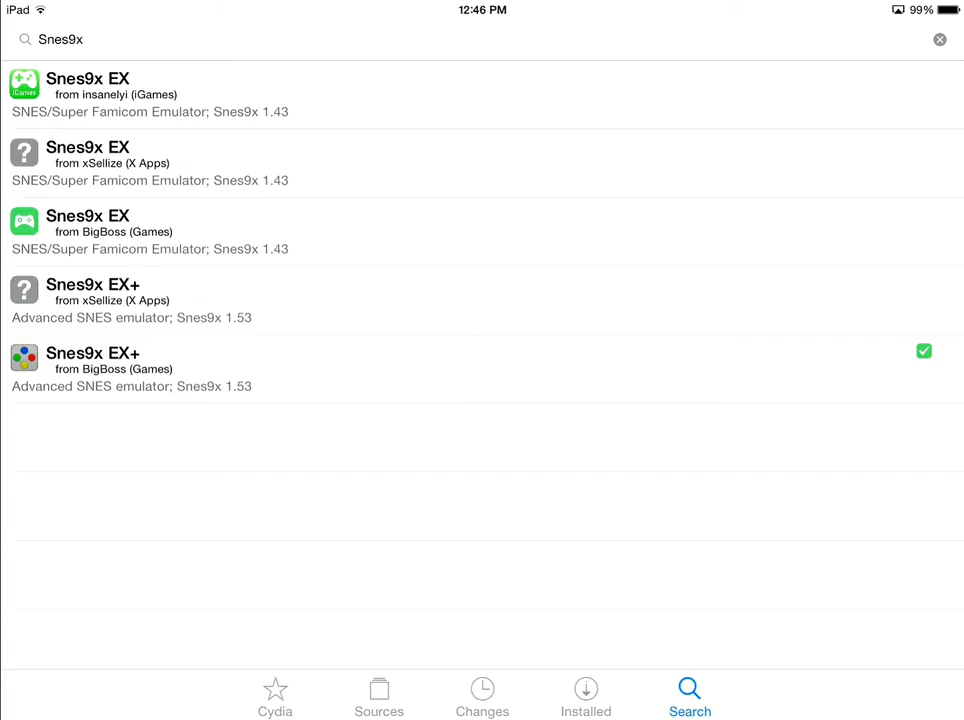 iPad 12:46 PM 99%
Snes9x
Snes9x EX
iGames
from insanelyi (iGames)
SNES/Super Famicom Emulator; Snes9x 1.43
Snes9x EX
from xSellize (X Apps)
SNES/Super Famicom Emulator; Snes9x 1.43
Snes9x EX
from BigBoss (Games)
SNES/Super Famicom Emulator; Snes9x 1.43
Snes9x EX+
from xSellize (X Apps)
Advanced SNES emulator; Snes9x 1.53
Snes9x EX+
from BigBoss (Games)
Advanced SNES emulator; Snes9x 1.53
Cydia Sources Changes Installed Search